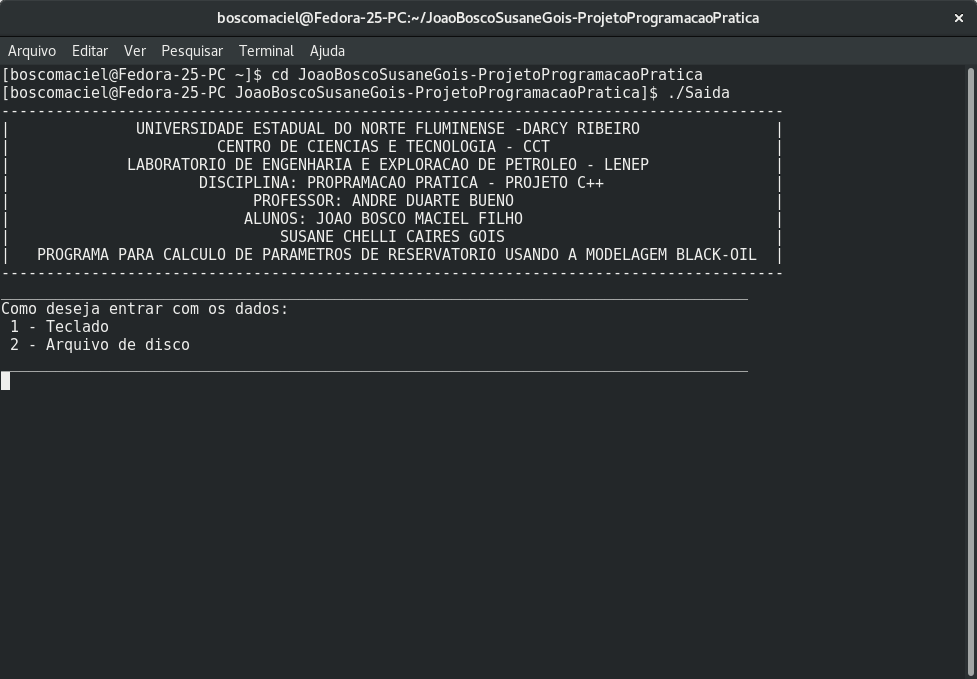 boscomaciel@Fedora-25-PC:~/JoaoBoscoSusaneGois-ProjetoProgramacaoPratica
Arquivo Editar Ver Pesquisar Terminal Ajuda
[boscomaciel@Fedora-25-PC ~]$ cd JoaoBoscoSusaneGois-ProjetoProgramacaoPratica
[boscomaciel@Fedora-25-PC JoaoBoscoSusaneGois-ProjetoProgramacaoPratica]$ ./Saida
---------------------------------------------------------------------------------------
| UNIVERSIDADE ESTADUAL DO NORTE FLUMINENSE -DARCY RIBEIRO |
| CENTRO DE CIENCIAS E TECNOLOGIA - CCT |
| LABORATORIO DE ENGENHARIA E EXPLORACAO DE PETROLEO - LENEP |
| DISCIPLINA: PROPRAMACAO PRATICA - PROJETO C++ |
| PROFESSOR: ANDRE DUARTE BUENO |
| ALUNOS: JOAO BOSCO MACIEL FILHO |
| SUSANE CHELLI CAIRES GOIS |
| PROGRAMA PARA CALCULO DE PARAMETROS DE RESERVATORIO USANDO A MODELAGEM BLACK-OIL |
---------------------------------------------------------------------------------------
___________________________________________________________________________________
Como deseja entrar com os dados:
1 - Teclado
2 - Arquivo de disco
___________________________________________________________________________________